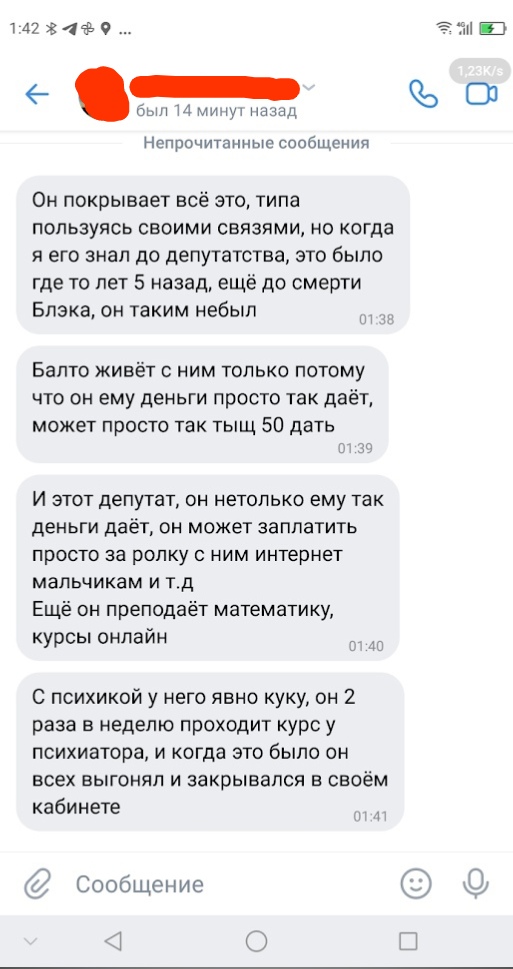 1:42 ...
4G
1,23K/s
был 14 минут назад
Непрочитанные сообщения
Он покрывает всё это, типа
пользуясь своими связями, но когда
я его знал до депутатства, это было
где то лет 5 назад, ещё до смерти
Блэка, он таким небыл
01:38
Балто живёт с ним только потому
что он ему деньги просто так даёт,
может просто так тыщ 50 дать
01:39
И этот депутат, он нетолько ему так
деньги даёт, он может заплатить
просто за ролку с ним интернет
мальчикам и т.д
Ещё он преподаёт математику,
курсы онлайн
01:40
С психикой у него явно куку, он 2
раза в неделю проходит курс у
психиатора, и когда это было он
всех выгонял и закрывался в своём
кабинете
01:41
Сообщение